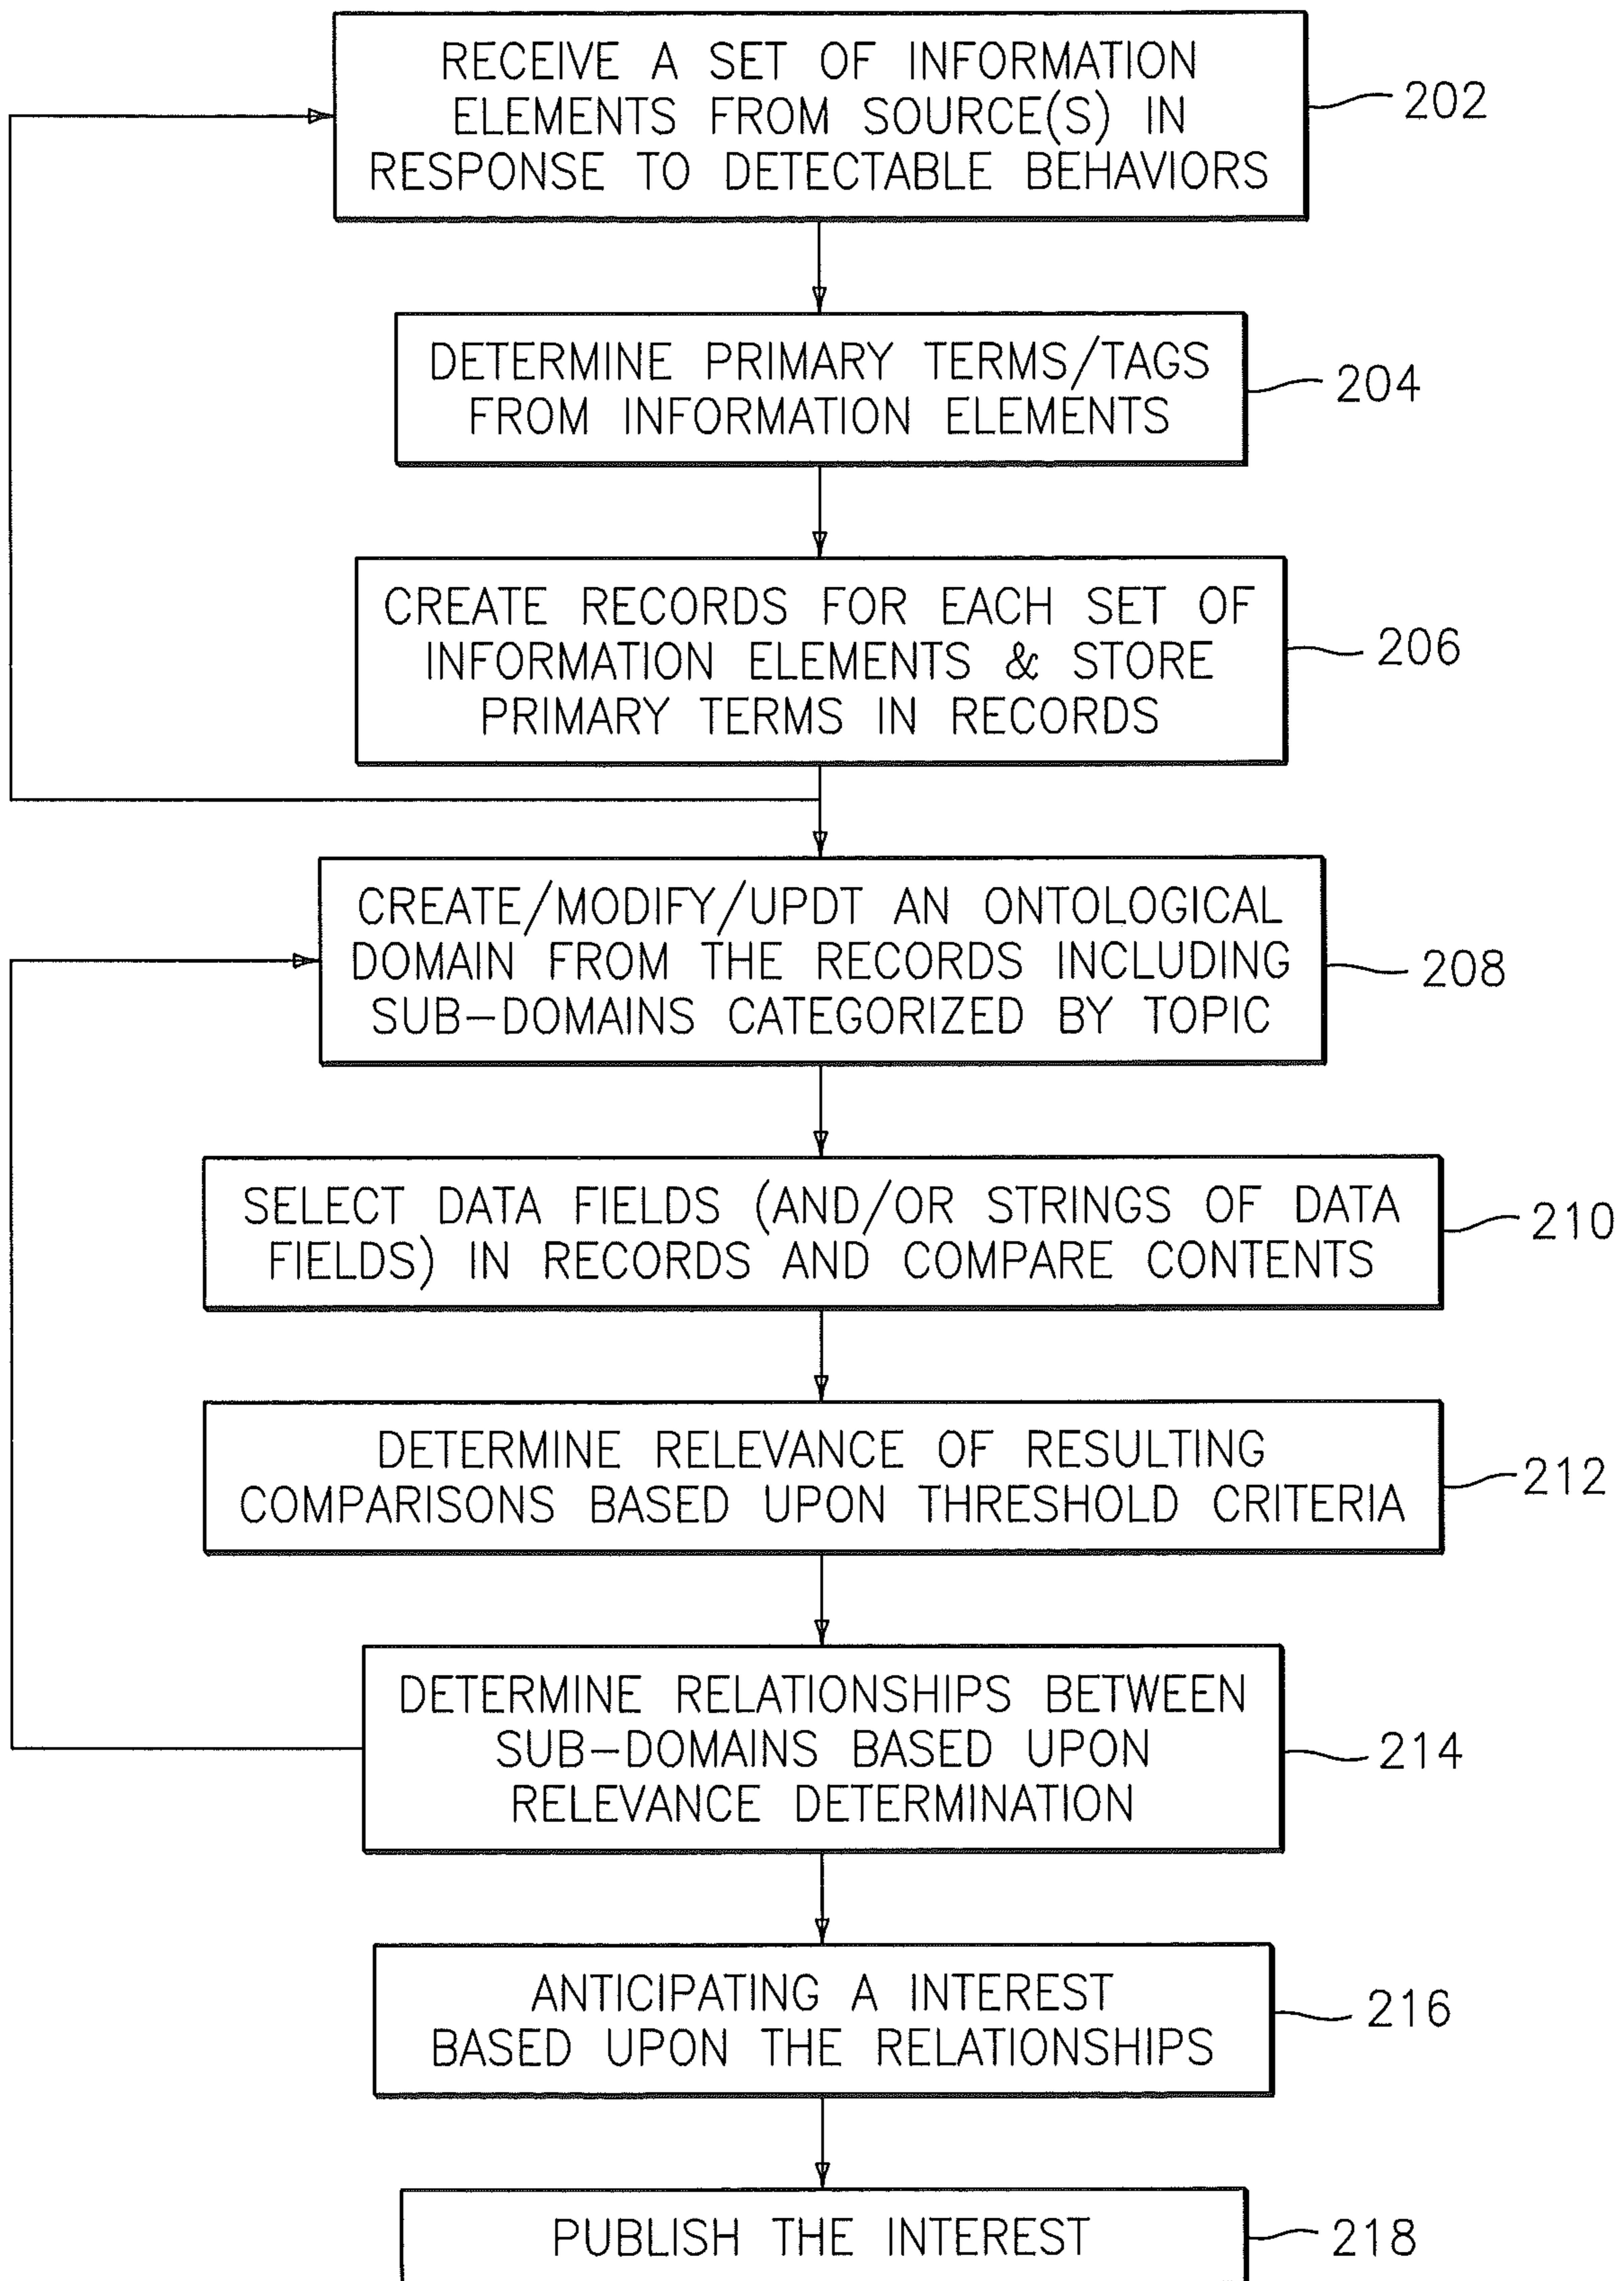 RECEIVE A SET OF INFORMATION
ELEMENTS FROM SOURCE(S) IN
RESPONSE TO DETECTABLE BEHAVIORS
202
DETERMINE PRIMARY TERMS/TAGS
FROM INFORMATION ELEMENTS
204
CREATE RECORDS FOR EACH SET OF
INFORMATION ELEMENTS & STORE
PRIMARY TERMS IN RECORDS
206
CREATE/MODIFY/UPDT AN ONTOLOGICAL
DOMAIN FROM THE RECORDS INCLUDING
SUB-DOMAINS CATEGORIZED BY TOPIC
208
SELECT DATA FIELDS (AND/OR STRINGS OF DATA
FIELDS) IN RECORDS AND COMPARE CONTENTS
210
DETERMINE RELEVANCE OF RESULTING
COMPARISONS BASED UPON THRESHOLD CRITERIA
212
DETERMINE RELATIONSHIPS BETWEEN
SUB-DOMAINS BASED UPON
RELEVANCE DETERMINATION
214
ANTICIPATING A INTEREST
BASED UPON THE RELATIONSHIPS
216
PUBLISH THE INTEREST
218